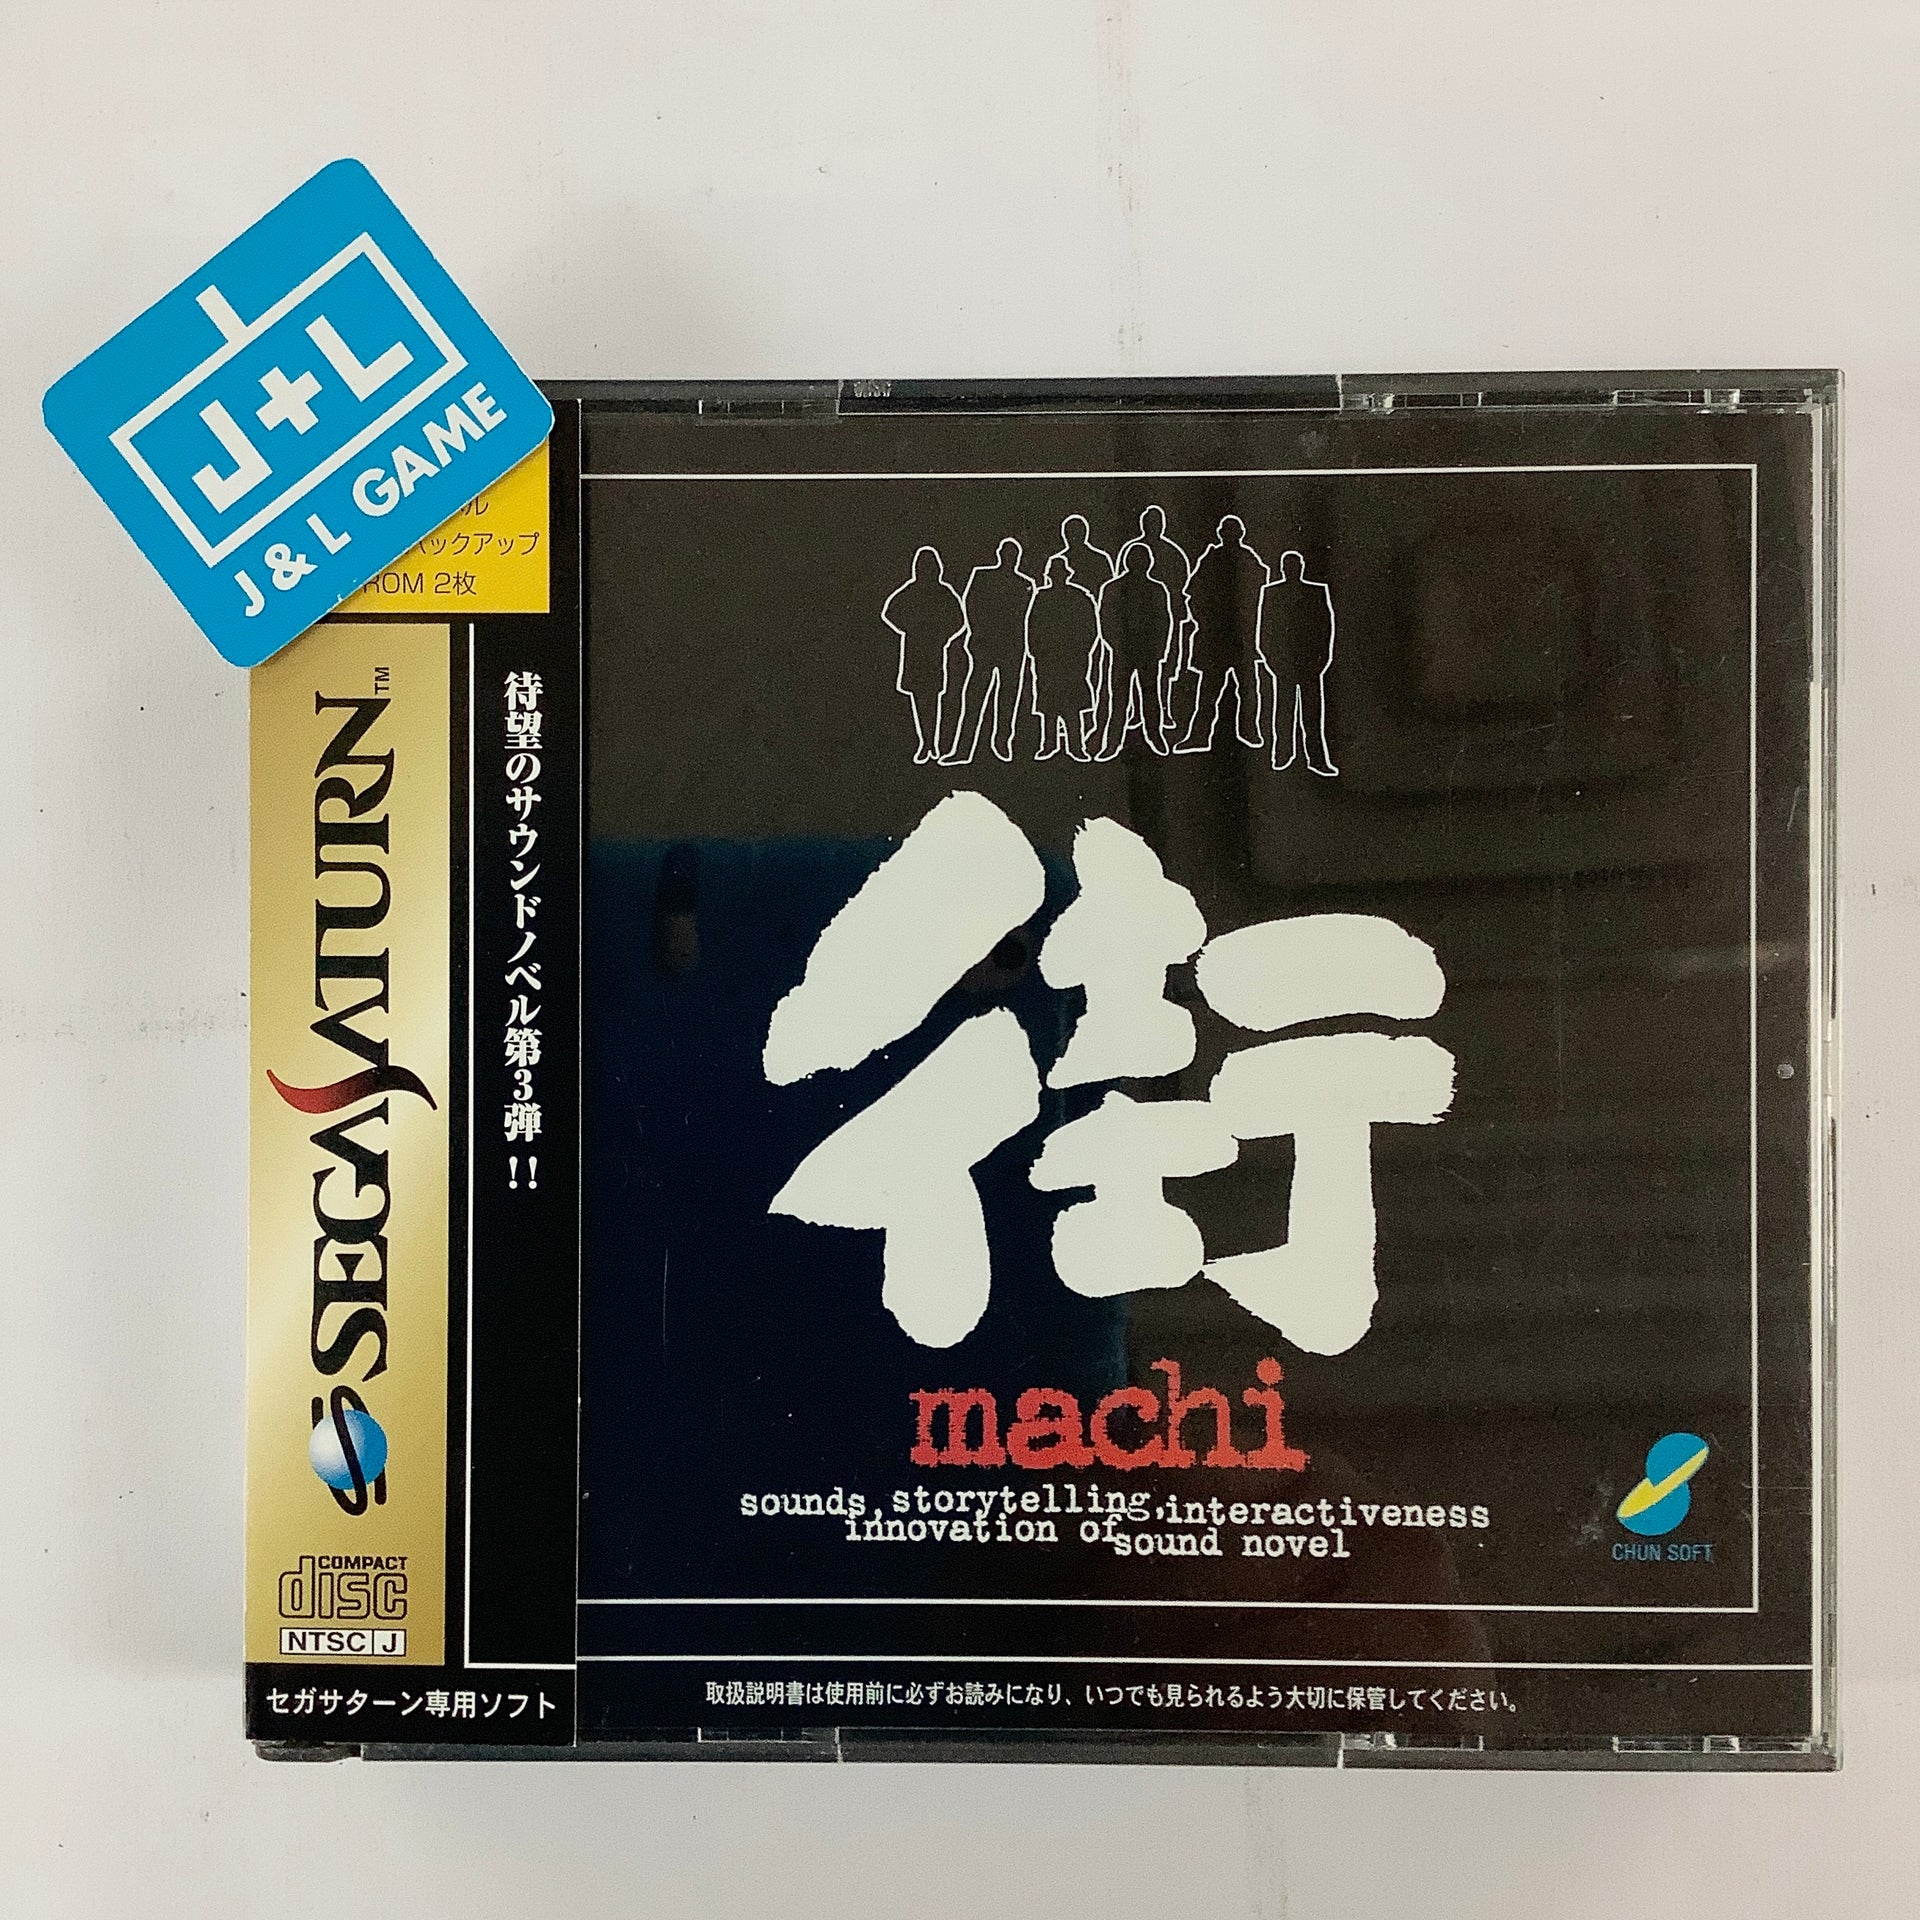 J+L
J & L GAME
ル
バックアップ
ROM 2枚
SEGA SATURN™
待望のサウンドノベル第3弾!!
COMPACT
disc
NTSC J
セガサターン専用ソフト
街
machi
sounds, storytelling, interactiveness
innovation of sound novel
CHUN SOFT
取扱説明書は使用前に必ずお読みになり、いつでも見られるよう大切に保管してください。